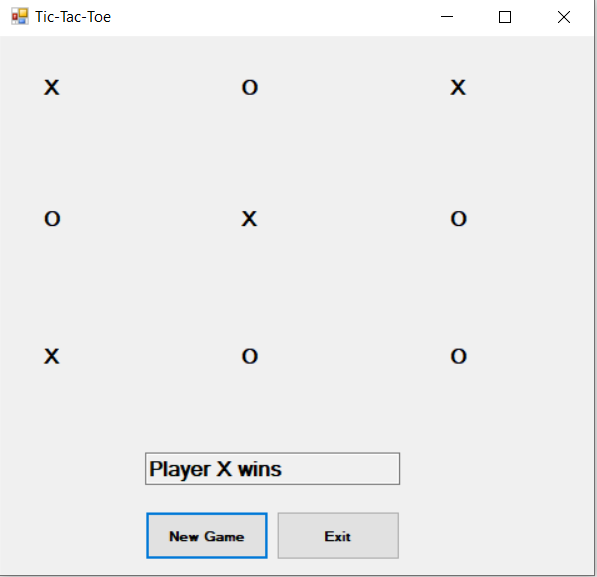 Tic-Tac-Toe
X O X
O X O
X O O
Player X wins
New Game Exit